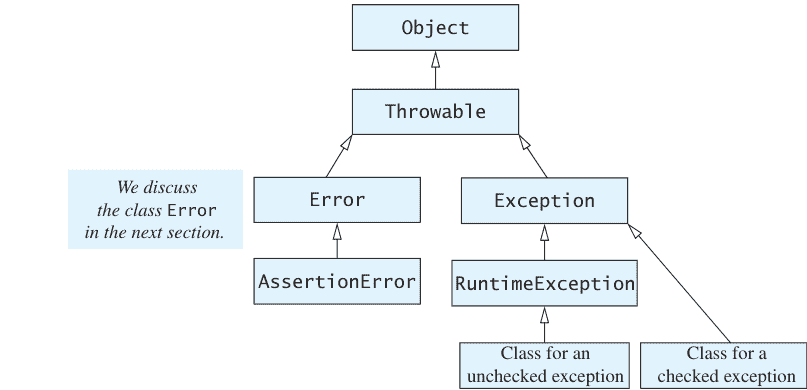 Object
Throwable
We discuss
the class Error
in the next section.
Error
Exception
AssertionError
RuntimeException
Class for an
unchecked exception
Class for a
checked exception